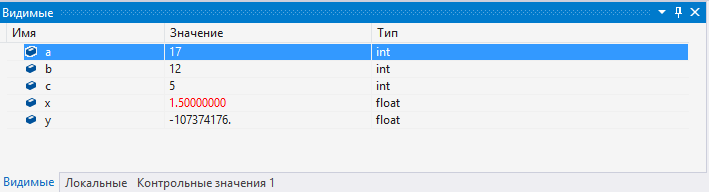 Видимые
Имя Значение Тип
a 17 int
b 12 int
c 5 int
x 1.50000000 float
y -107374176. float
Видимые Локальные Контрольные значения 1